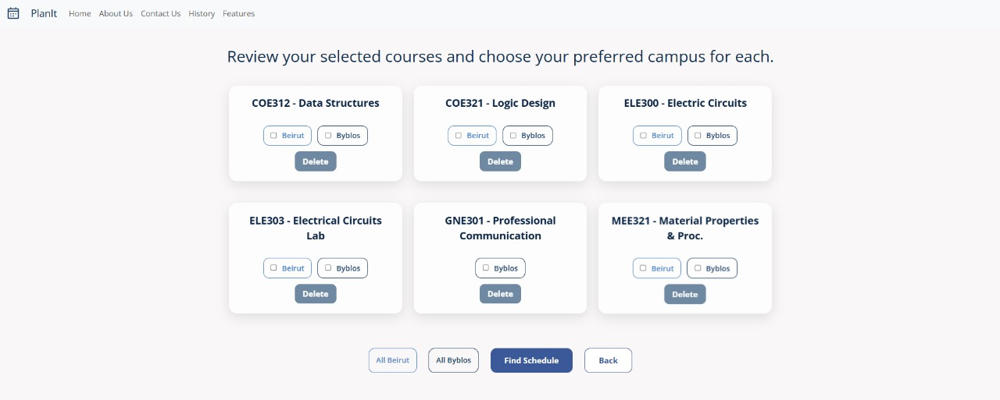 PlanIt Home About Us Contact Us History Features
Review your selected courses and choose your preferred campus for each.
COE312 - Data Structures
Beirut Byblos
Delete
COE321 - Logic Design
Beirut Byblos
Delete
ELE300 - Electric Circuits
Beirut Byblos
Delete
ELE303 - Electrical Circuits
Lab
Beirut Byblos
Delete
GNE301 - Professional
Communication
Byblos
Delete
MEE321 - Material Properties
& Proc.
Beirut Byblos
Delete
All Beirut All Byblos Find Schedule Back